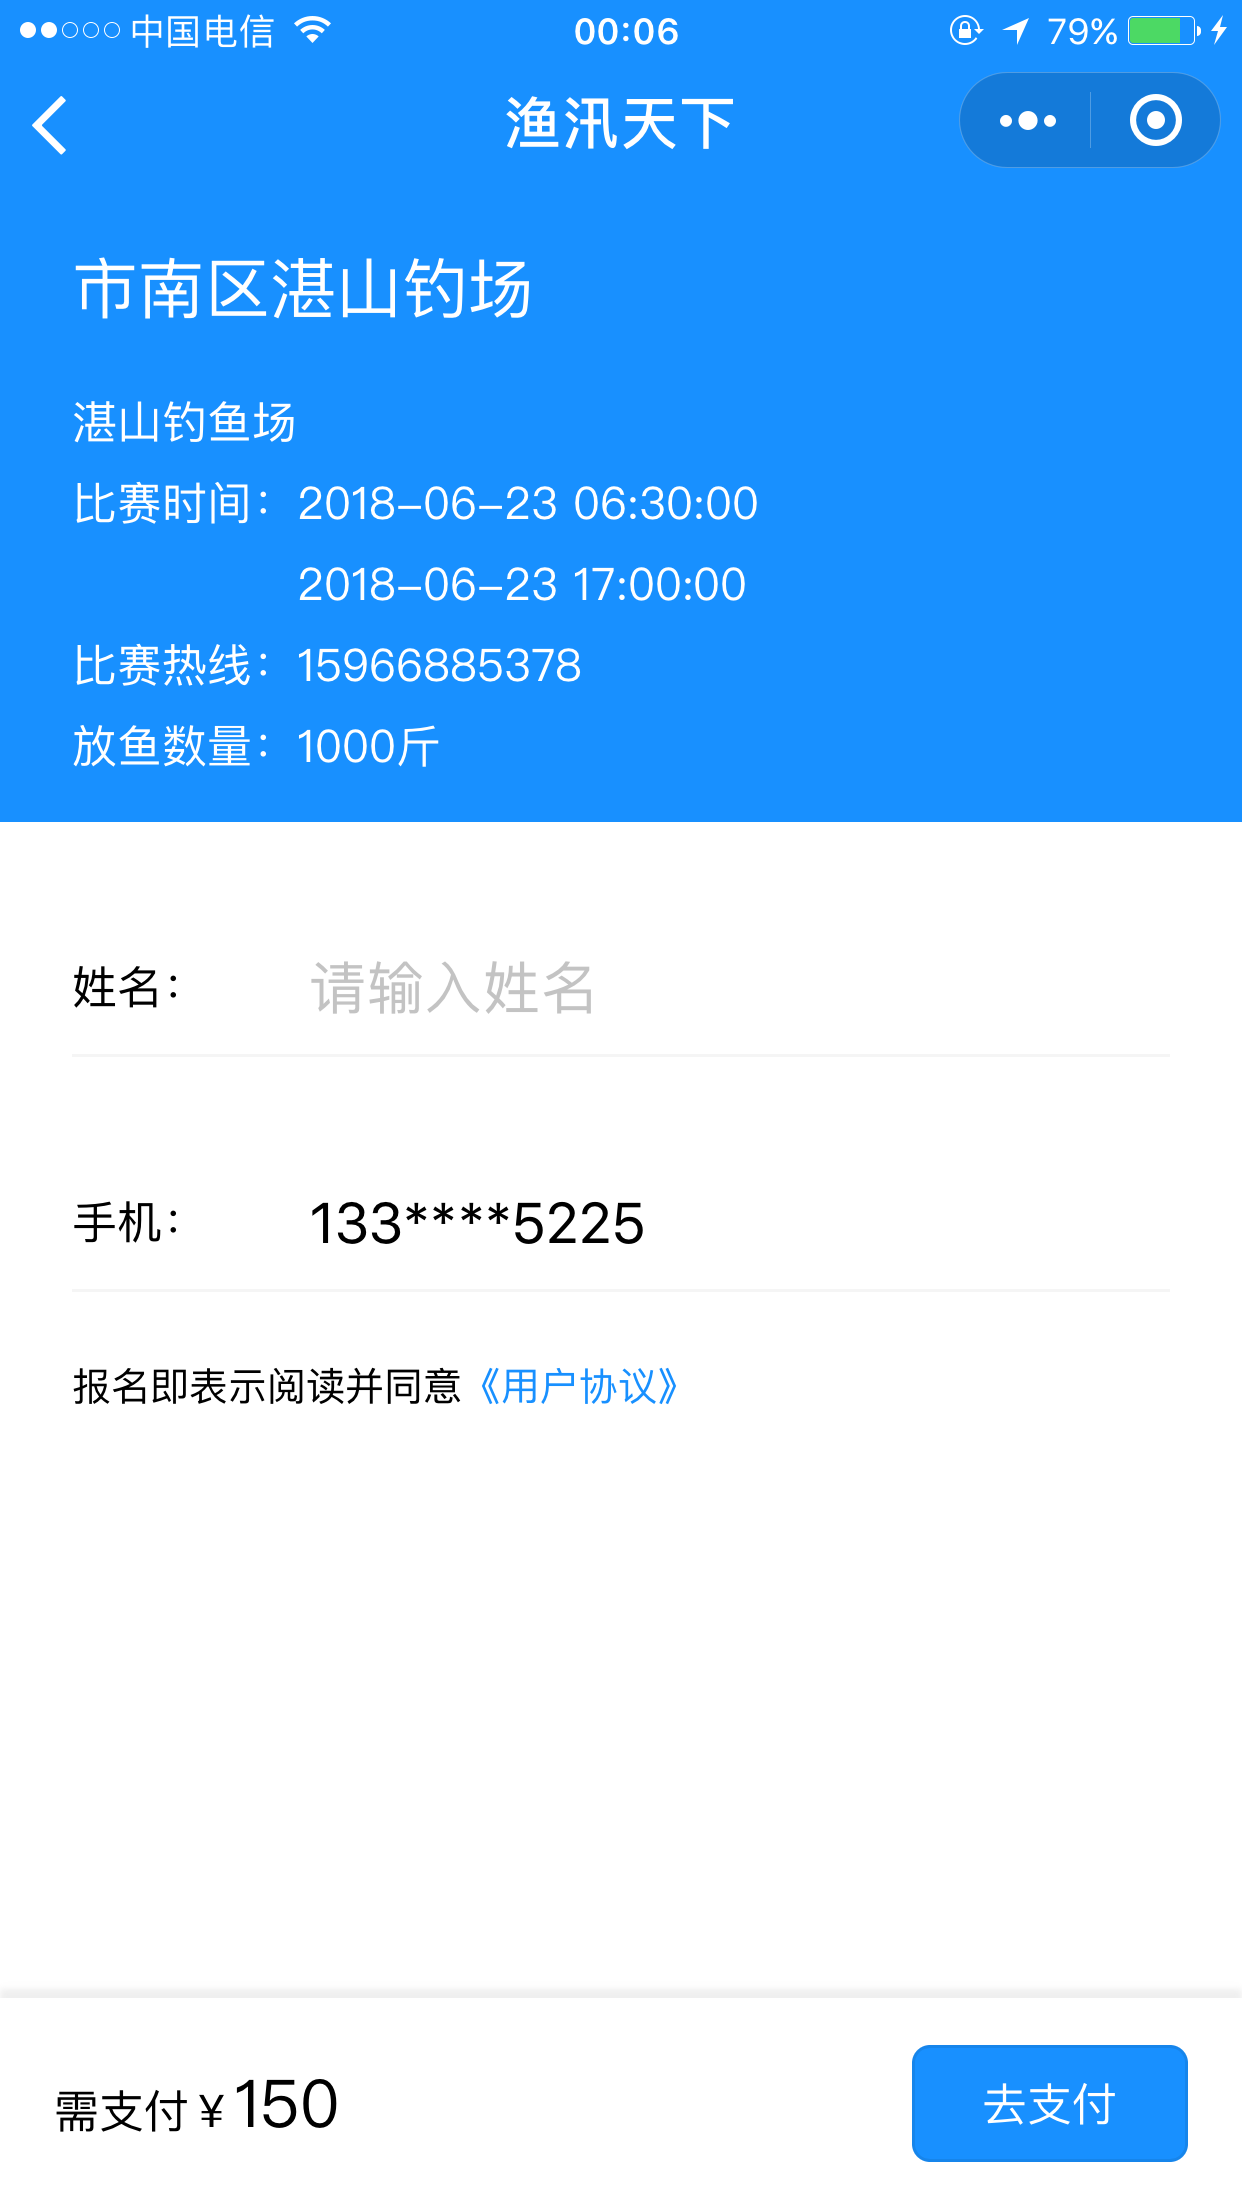 中国电信 00:06 79%
渔汛天下
市南区湛山钓场
湛山钓鱼场
比赛时间：2018-06-23 06:30:00
2018-06-23 17:00:00
比赛热线：15966885378
放鱼数量：1000斤
姓名： 请输入姓名
手机： 133****5225
报名即表示阅读并同意《用户协议》
需支付￥150 去支付